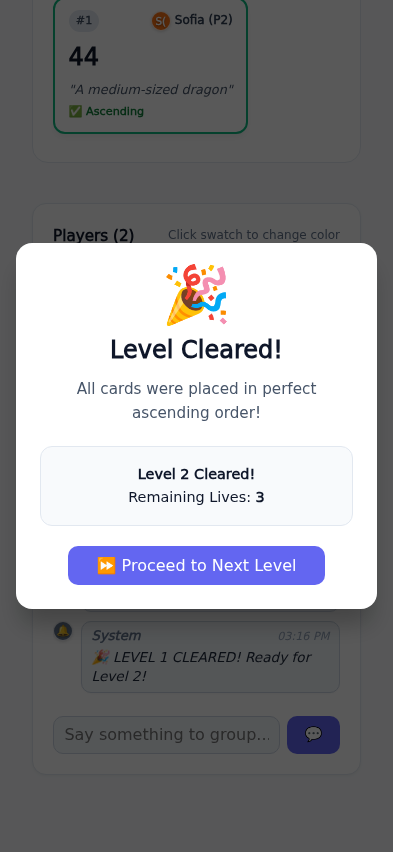 #1
S( Sofia (P2)
44
"A medium-sized dragon"
✅ Ascending
Players (2)
Click swatch to change color
Level Cleared!
All cards were placed in perfect
ascending order!
Level 2 Cleared!
Remaining Lives: 3
⏩ Proceed to Next Level
System
03:16 PM
🎉 LEVEL 1 CLEARED! Ready for
Level 2!
Say something to group...